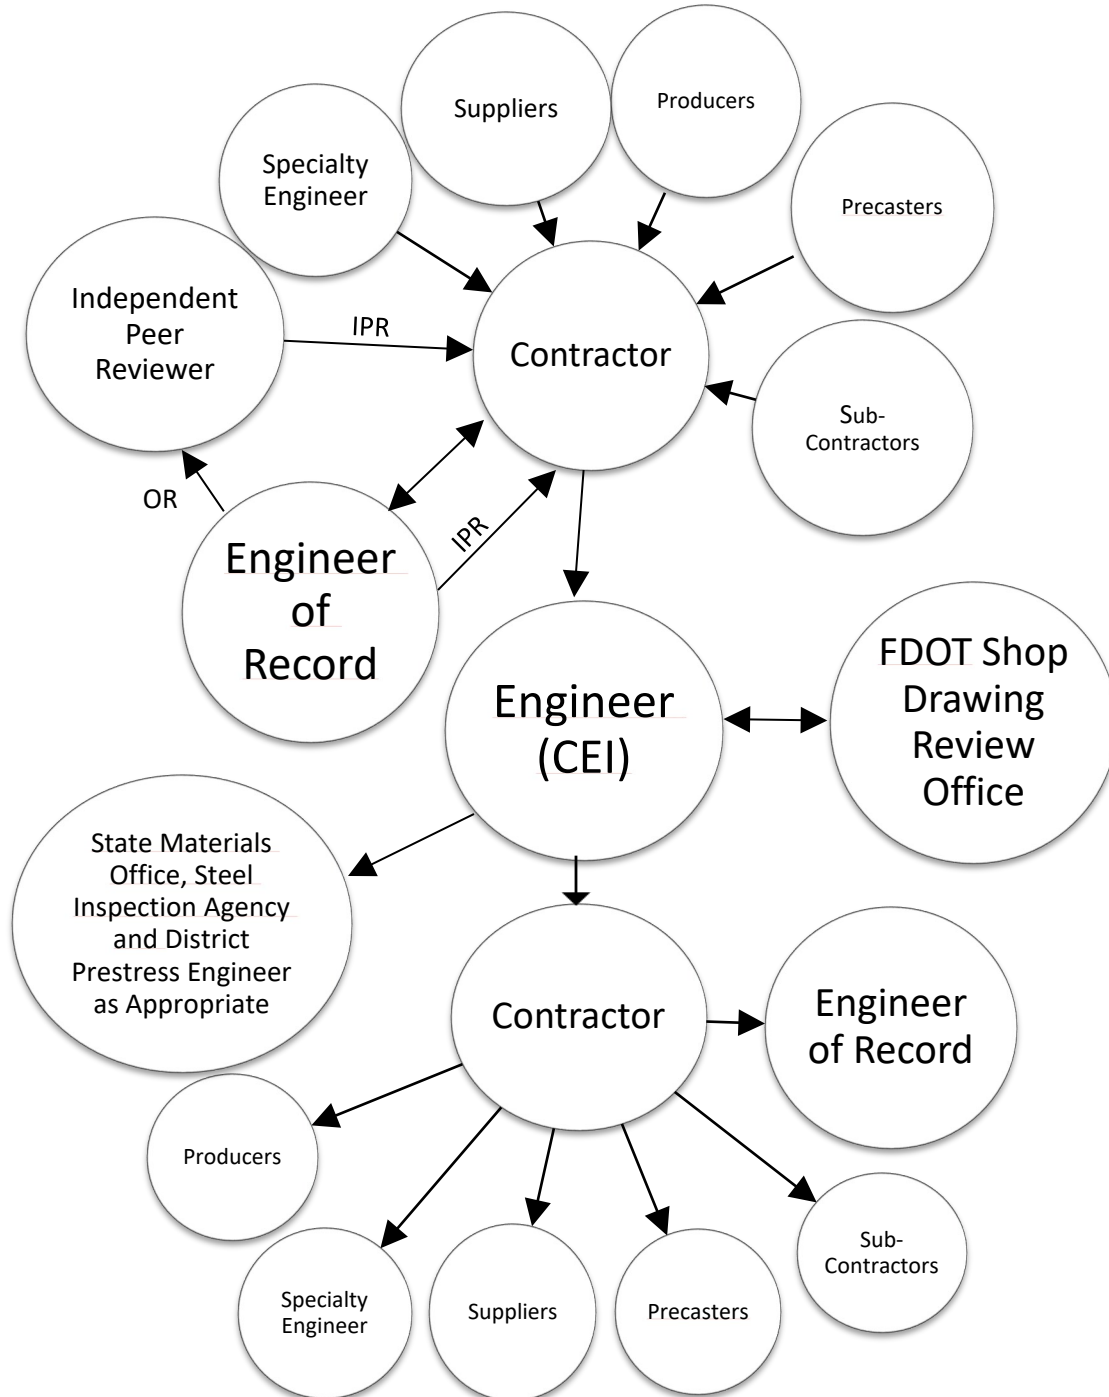 Suppliers
Producers
Specialty
Engineer
Precasters
Independent
Peer
Reviewer
IPR
Contractor
Sub-
Contractors
OR
IPR
Engineer
of
Record
Engineer
(CEI)
FDOT Shop
Drawing
Review
Office
State Materials
Office, Steel
Inspection Agency
and District
Prestress Engineer
as Appropriate
Contractor
Engineer
of Record
Producers
Specialty
Engineer
Suppliers
Precasters
Sub-
Contractors